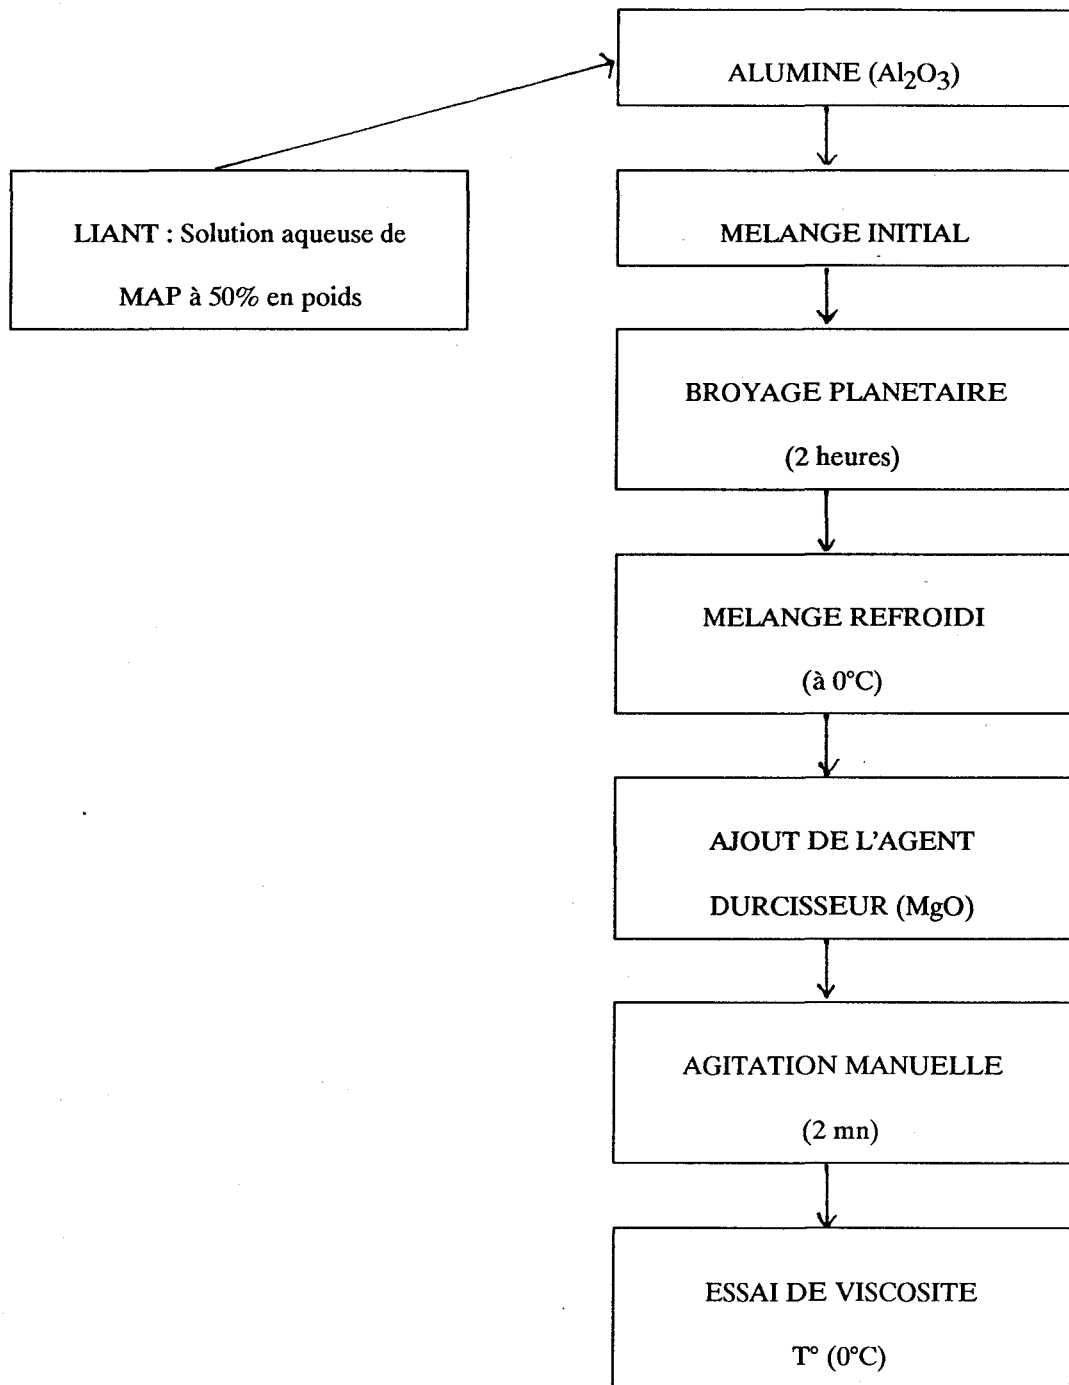 ALUMINE (Al2O3)
LIANT : Solution aqueuse de
MAP à 50% en poids
MELANGE INITIAL
BROYAGE PLANETAIRE
(2 heures)
MELANGE REFROIDI
(à 0°C)
AJOUT DE L'AGENT
DURCISSEUR (MgO)
AGITATION MANUELLE
(2 mn)
ESSAI DE VISCOSITE
T° (0°C)